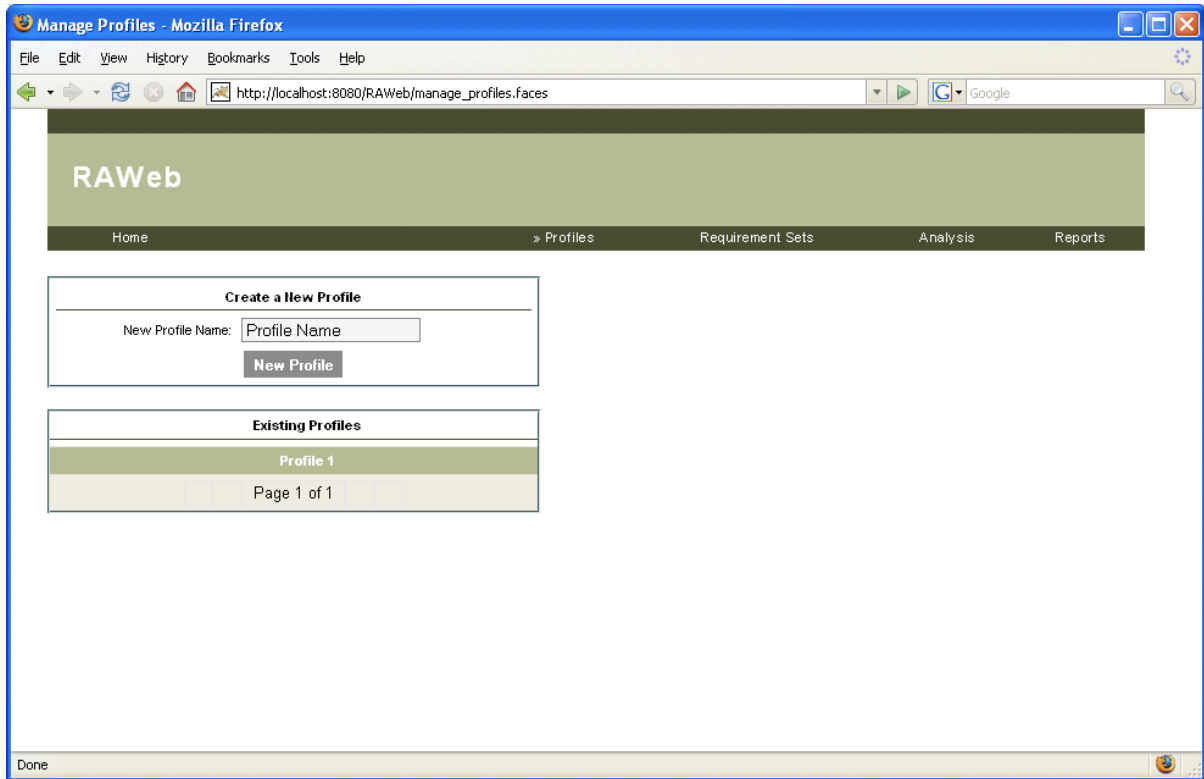 Manage Profiles - Mozilla Firefox
File Edit View History Bookmarks Tools Help
http://localhost:8080/RAWeb/manage_profiles.faces G Google
RAWeb
Home » Profiles Requirement Sets Analysis Reports
Create a New Profile
New Profile Name: Profile Name
New Profile
Existing Profiles
Profile 1
Page 1 of 1
Done